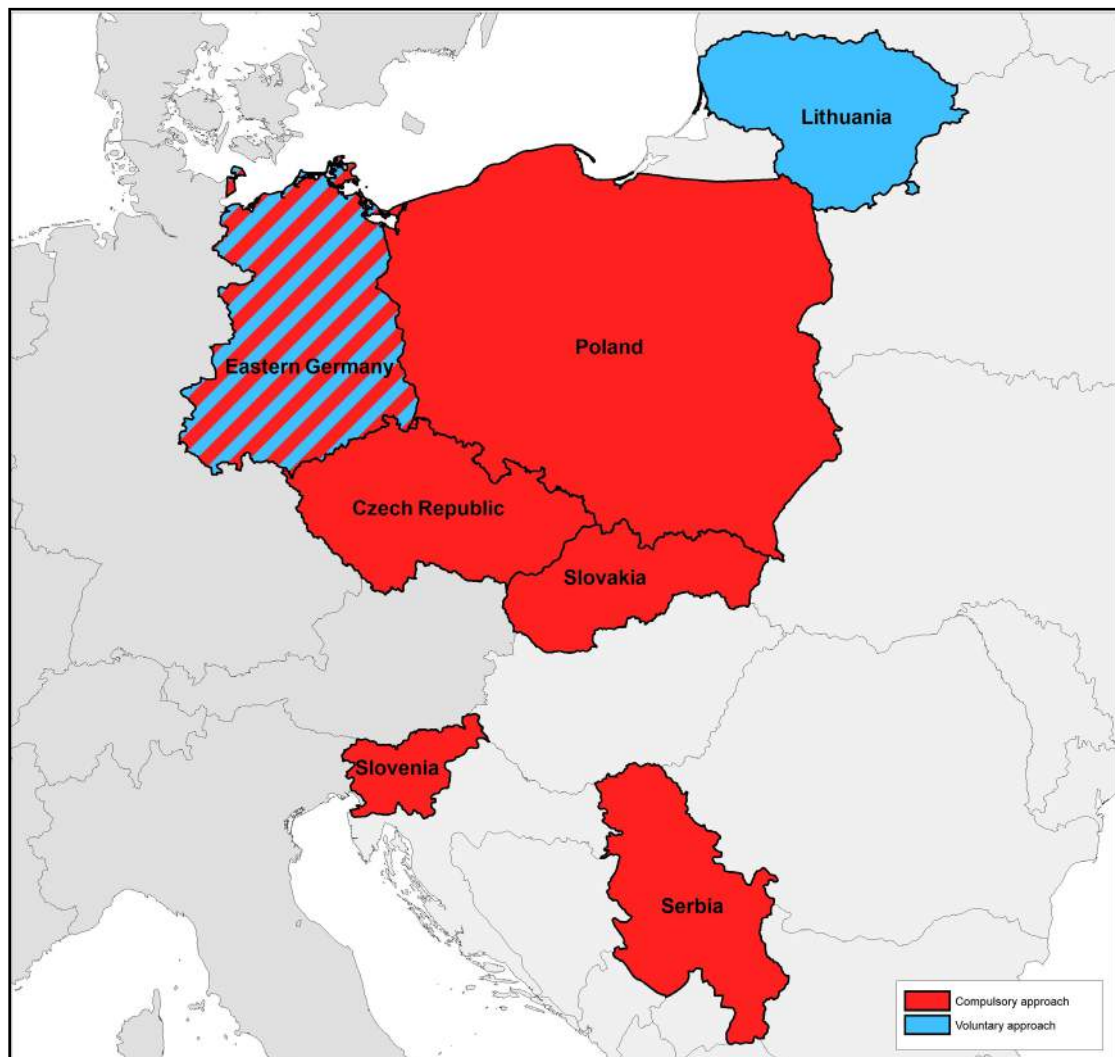 Lithuania
Poland
Eastern Germany
Czech Republic
Slovakia
Slovenia
Serbia
Compulsory approach
Voluntary approach